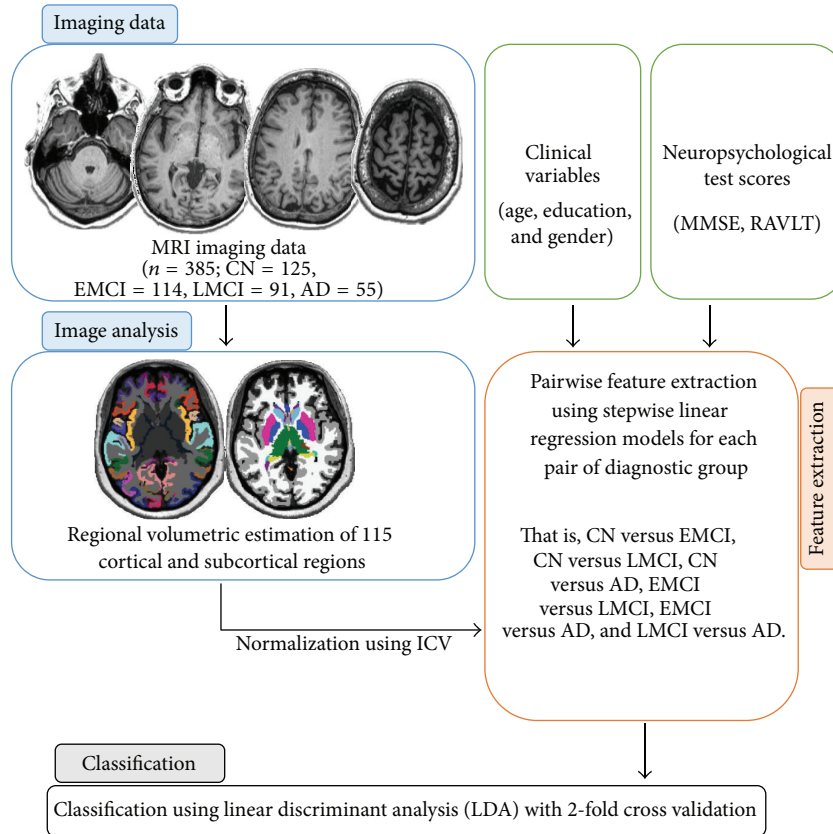 Imaging data
MRI imaging data
(n = 385; CN = 125,
EMCI = 114, LMCI = 91, AD = 55)
Clinical
variables
(age, education,
and gender)
Neuropsychological
test scores
(MMSE, RAVLT)
Image analysis
Regional volumetric estimation of 115
cortical and subcortical regions
Normalization using ICV
Pairwise feature extraction
using stepwise linear
regression models for each
pair of diagnostic group
That is, CN versus EMCI,
CN versus LMCI, CN
versus AD, EMCI
versus LMCI, EMCI
versus AD, and LMCI versus AD.
Feature extraction
Classification
Classification using linear discriminant analysis (LDA) with 2-fold cross validation